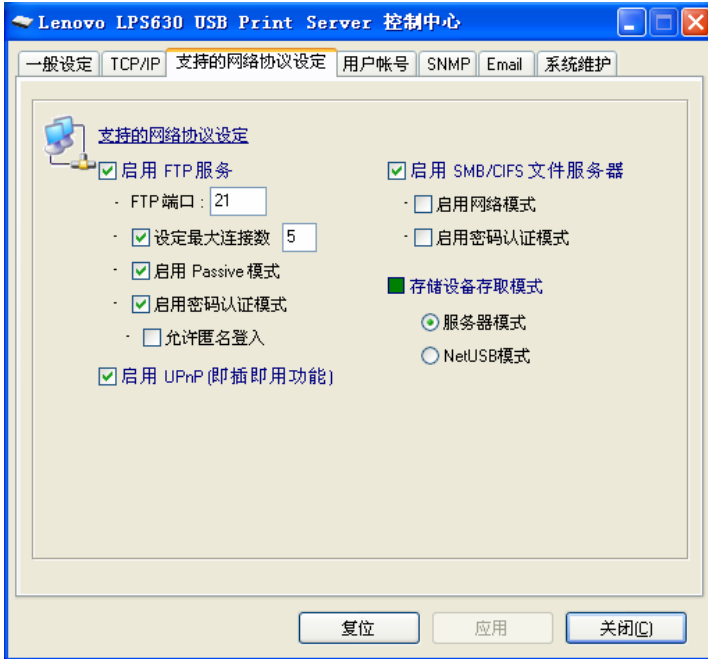 Lenovo LPS630 USB Print Server 控制中心
一般设定 TCP/IP 支持的网络协议设定 用户帐号 SNMP Email 系统维护
支持的网络协议设定
启用 FTP 服务
· FTP 端口 : 21
· 设定最大连接数 5
· 启用 Passive 模式
· 启用密码认证模式
· 允许匿名登入
启用 UPnP (即插即用功能)
启用 SMB/CIFS 文件服务器
· 启用网络模式
· 启用密码认证模式
存储设备存取模式
服务器模式
NetUSB模式
复位 应用 关闭(C)